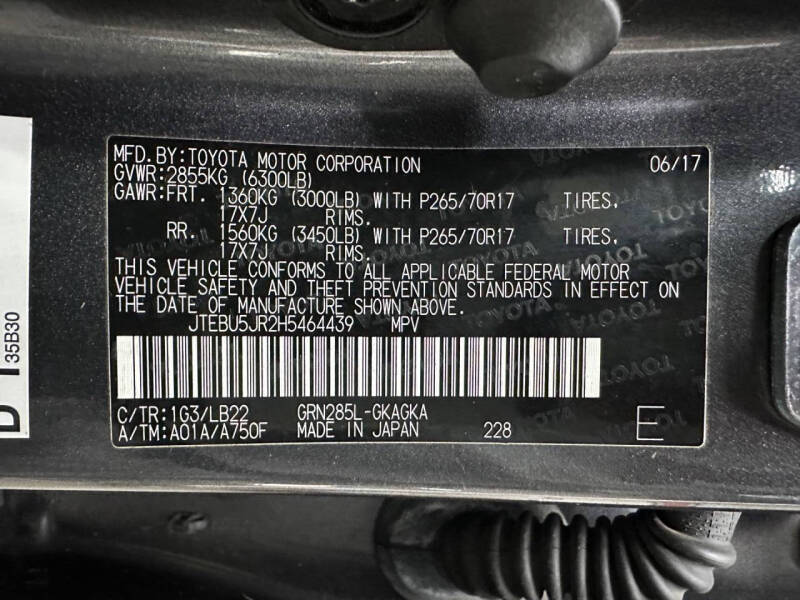 MFD.BY:TOYOTA MOTOR CORPORATION 06/17
GVWR:2855KG (6300LB)
GAWR:FRT. 1360KG (3000LB) WITH P265/70R17 TIRES,
17X7J RIMS.
RR. 1560KG (3450LB) WITH P265/70R17 TIRES,
17X7J RIMS.
THIS VEHICLE CONFORMS TO ALL APPLICABLE FEDERAL MOTOR
VEHICLE SAFETY AND THEFT PREVENTION STANDARDS IN EFFECT ON
THE DATE OF MANUFACTURE SHOWN ABOVE.
JTEBU5JR2H5464439 MPV
C/TR:1G3/LB22 GRN285L-GKAGKA
A/TM:A01A/A750F MADE IN JAPAN 228 E
35B30